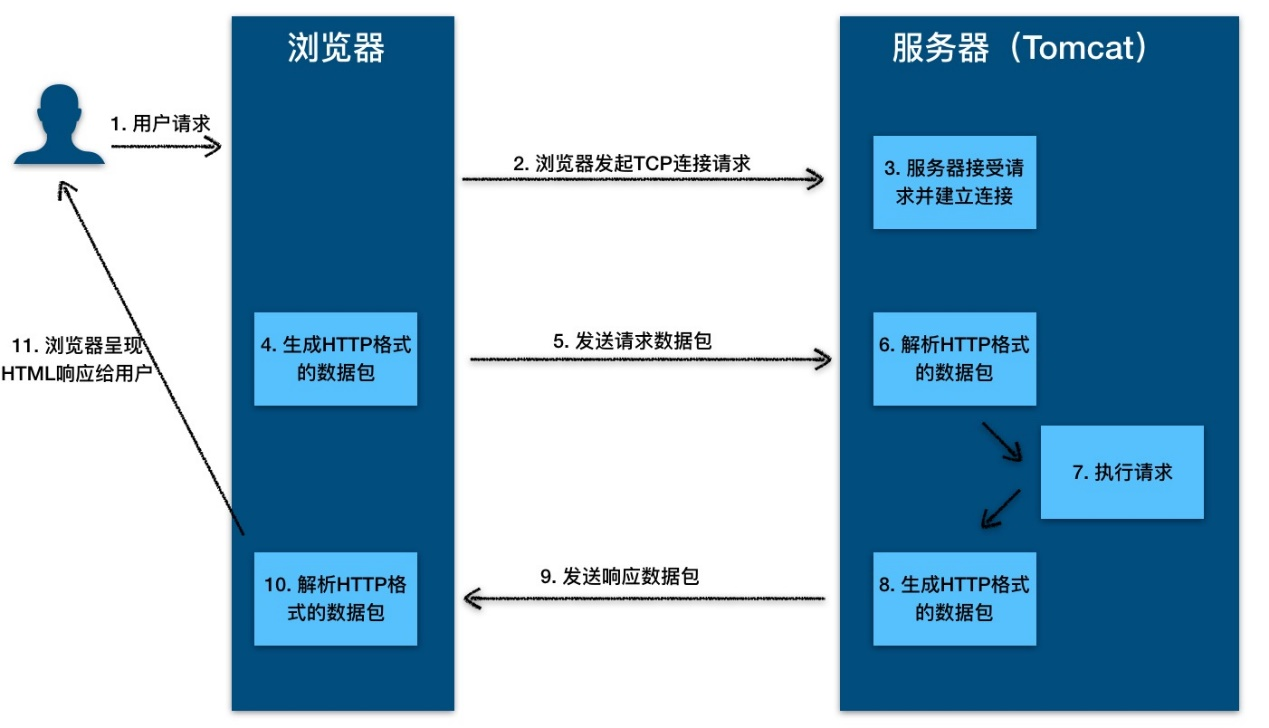 浏览器
服务器（Tomcat）
1. 用户请求
2. 浏览器发起TCP连接请求
3. 服务器接受请
求并建立连接
4. 生成HTTP格式
的数据包
5. 发送请求数据包
6. 解析HTTP格式
的数据包
7. 执行请求
8. 生成HTTP格式
的数据包
9. 发送响应数据包
10. 解析HTTP格
式的数据包
11. 浏览器呈现
HTML响应给用户